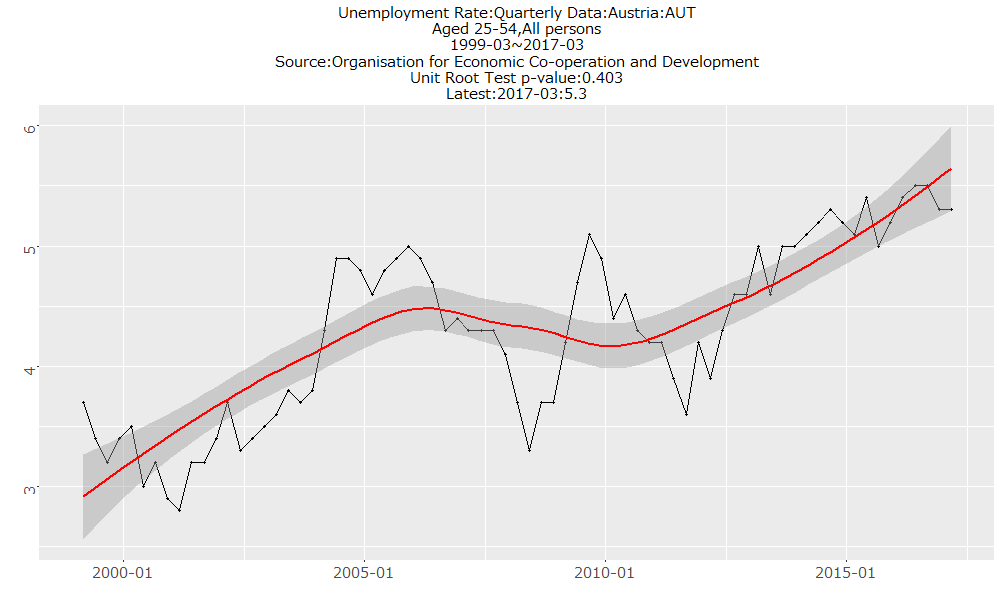 Unemployment Rate:Quarterly Data:Austria:AUT
Aged 25-54,All persons
1999-03~2017-03
Source:Organisation for Economic Co-operation and Development
Unit Root Test p-value:0.403
Latest:2017-03:5.3
6
5
4
3
2000-01 2005-01 2010-01 2015-01